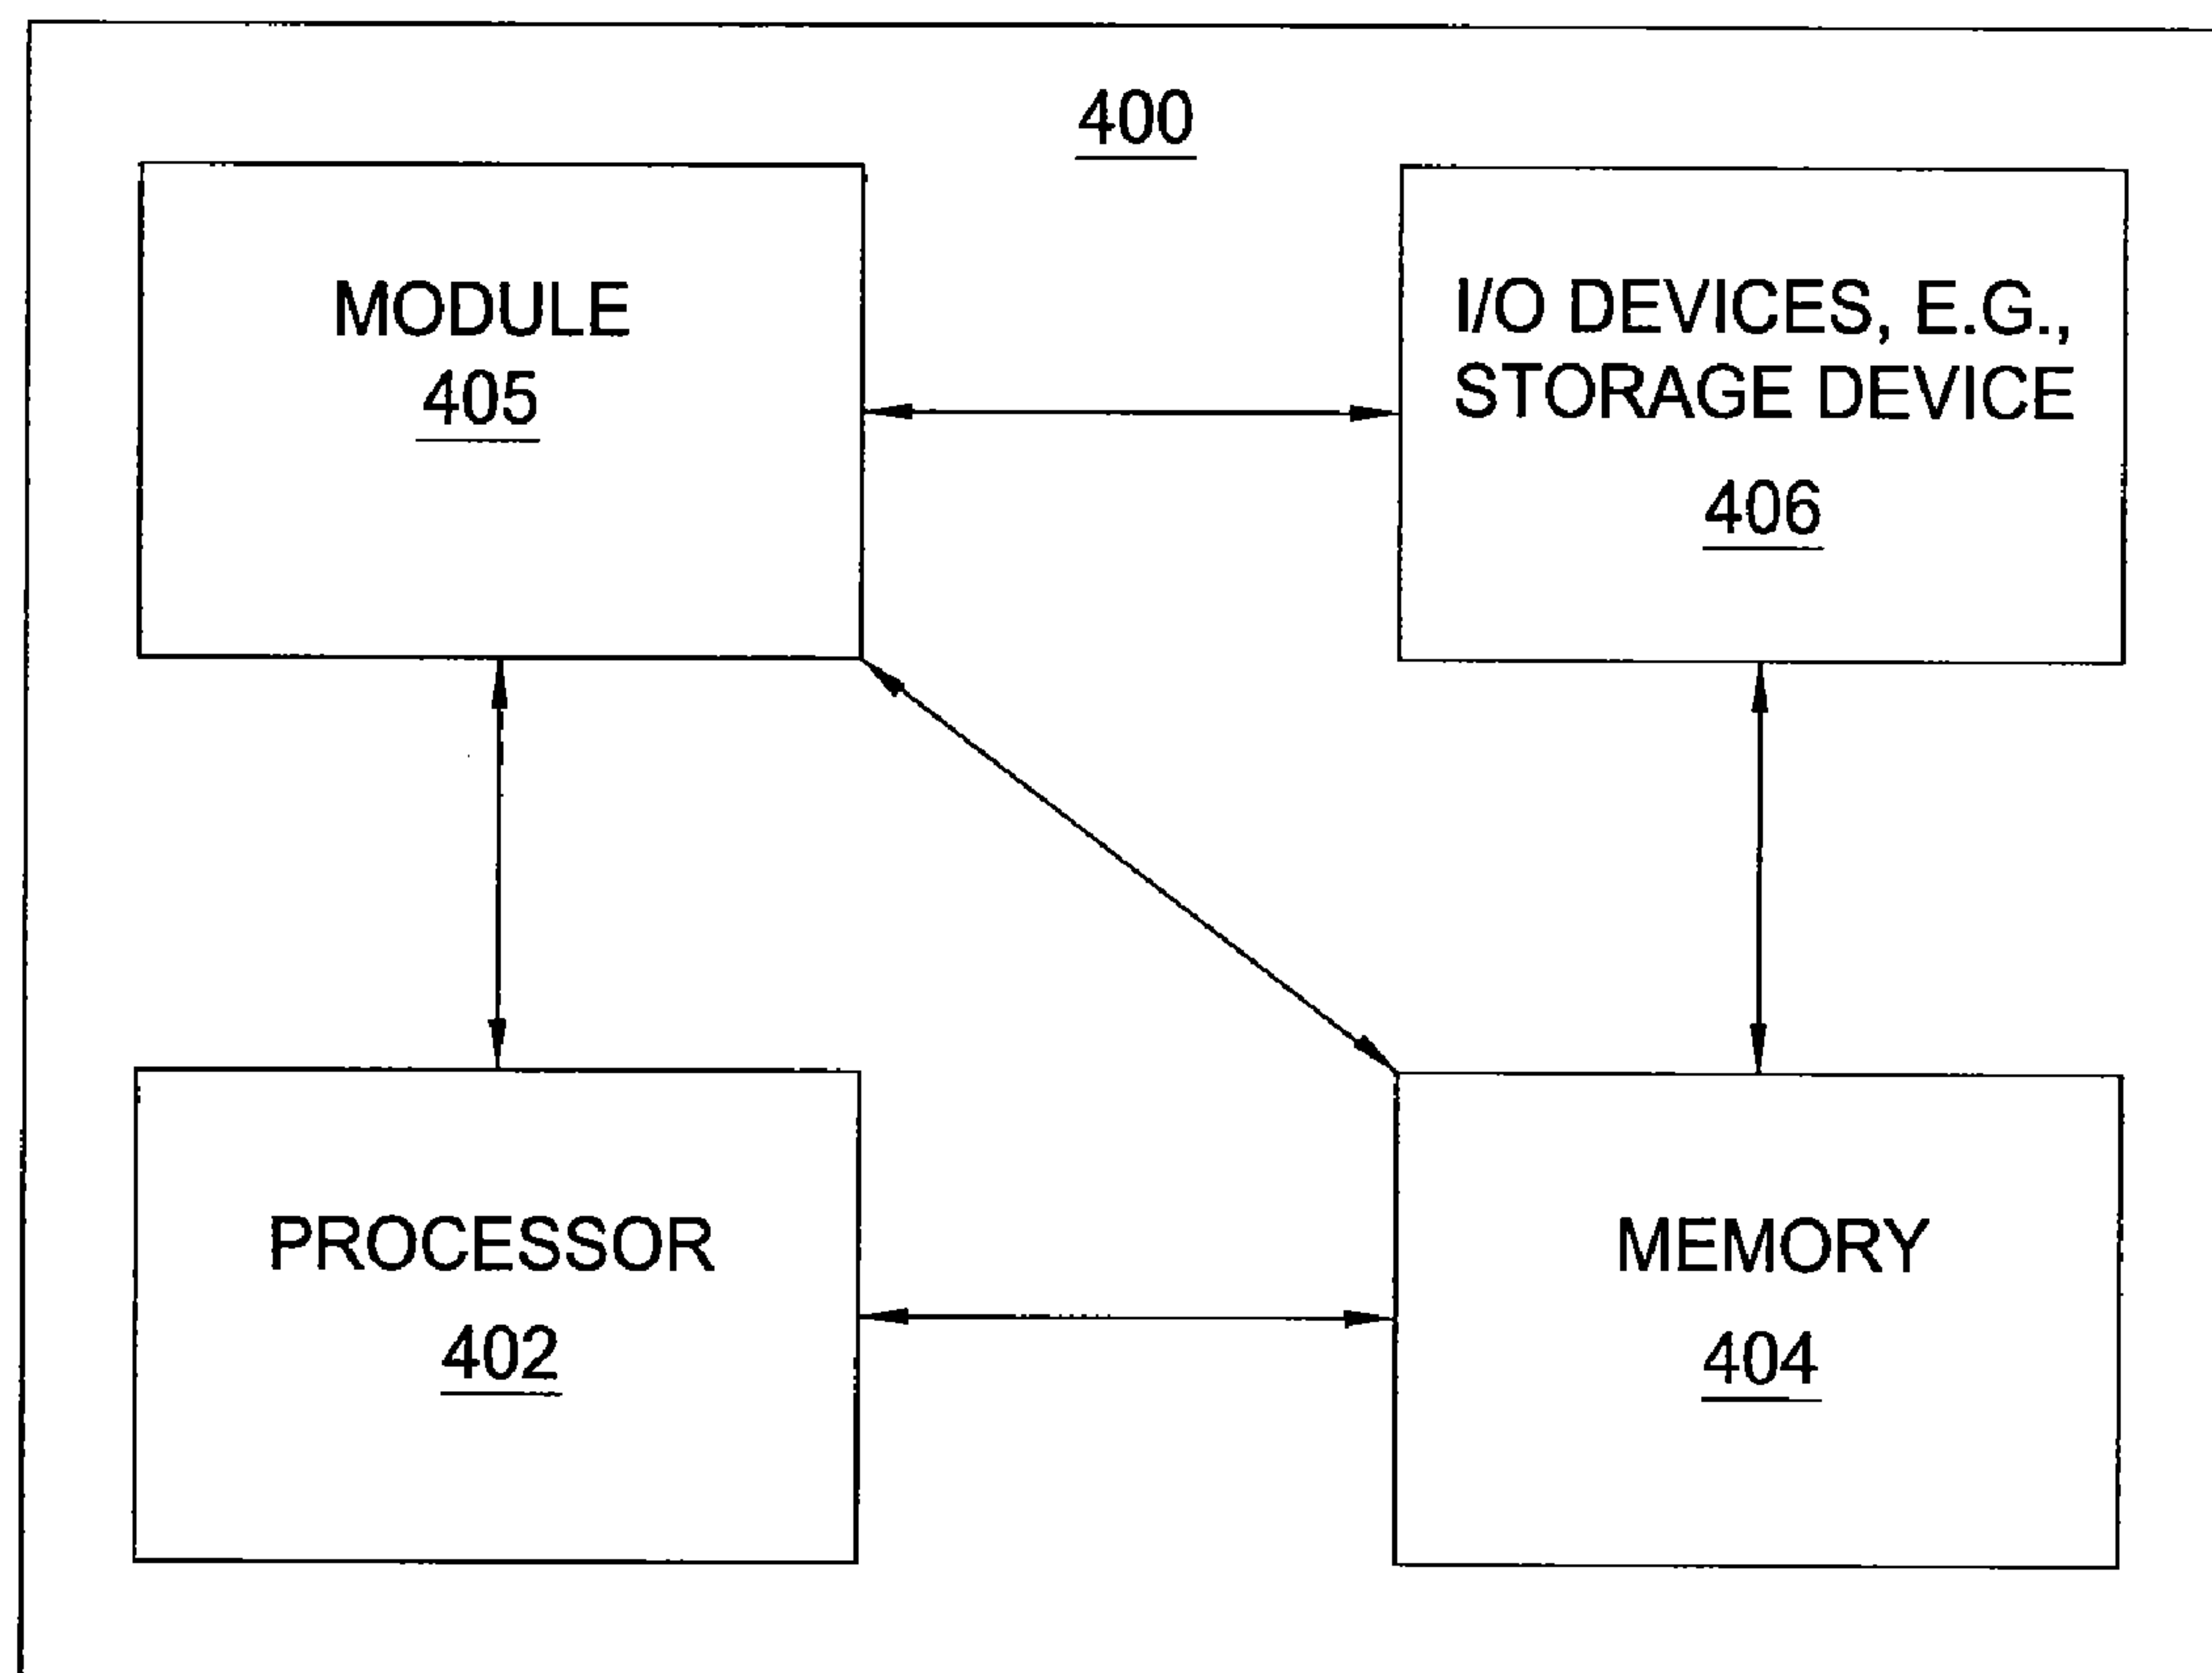 400
MODULE
405
I/O DEVICES, E.G.,
STORAGE DEVICE
406
PROCESSOR
402
MEMORY
404